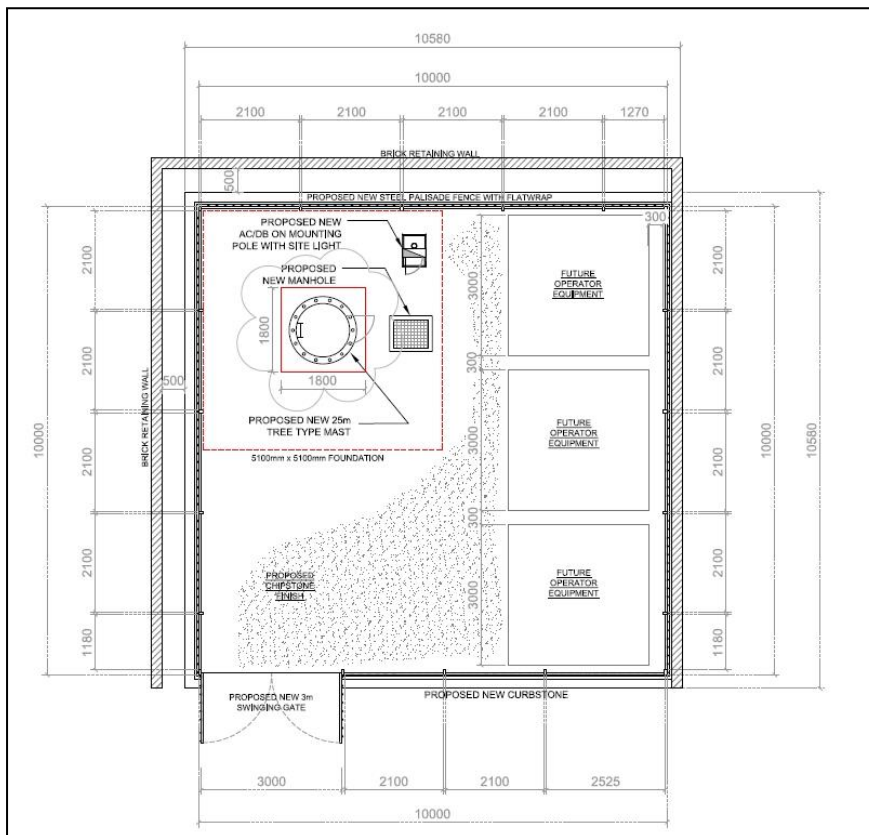 10580
10000
2100
2100
2100
2100
1270
BRICK RETAINING WALL
500
PROPOSED NEW STEEL PALISADE FENCE WITH FLATWRAP
PROPOSED NEW
AC/DB ON MOUNTING
POLE WITH SITE LIGHT
300
PROPOSED
NEW MANHOLE
1800
1800
PROPOSED NEW 25m
TREE TYPE MAST
5100mm x 5100mm FOUNDATION
3000
300
3000
300
3000
FUTURE
OPERATOR
EQUIPMENT
FUTURE
OPERATOR
EQUIPMENT
FUTURE
OPERATOR
EQUIPMENT
BRICK RETAINING WALL
500
10000
2100
2100
2100
2100
1180
2100
2100
2100
2100
1180
10000
10580
PROPOSED
CHIPSTONE
FINISH
PROPOSED NEW 3m
SWINGING GATE
PROPOSED NEW CURBSTONE
3000
2100
2100
2525
10000